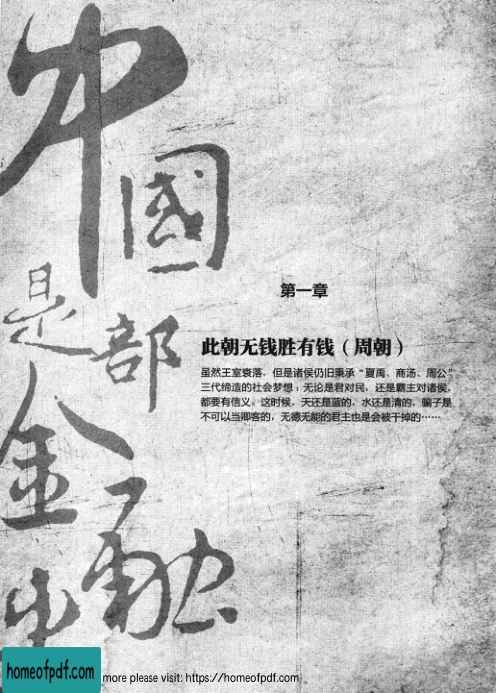 中國
是部
金融
史
第一章
此朝无钱胜有钱（周朝）
虽然王室衰落，但是诸侯仍旧秉承“夏禹、商汤、周公”
三代缔造的社会梦想：无论是君对民，还是霸主对诸侯，
都要有信义。这时候，天还是蓝的，水还是清的，骗子是
不可以当卿客的，无德无能的君主也是会被干掉的……
homeofpdf.com
more please visit: https://homeofpdf.com